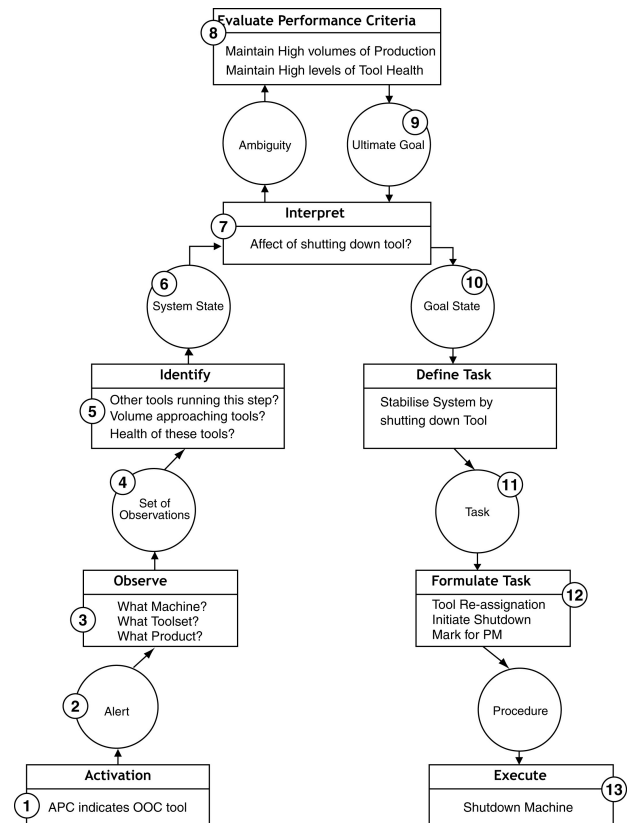 Evaluate Performance Criteria
8
Maintain High volumes of Production
Maintain High levels of Tool Health
9
Ambiguity
Ultimate Goal
Interpret
7
Affect of shutting down tool?
6
System State
10
Goal State
Identify
5
Other tools running this step?
Volume approaching tools?
Health of these tools?
Define Task
Stabilise System by
shutting down Tool
4
Set of
Observations
11
Task
Observe
3
What Machine?
What Toolset?
What Product?
Formulate Task
12
Tool Re-assignation
Initiate Shutdown
Mark for PM
2
Alert
Procedure
Activation
1
APC indicates OOC tool
Execute
13
Shutdown Machine